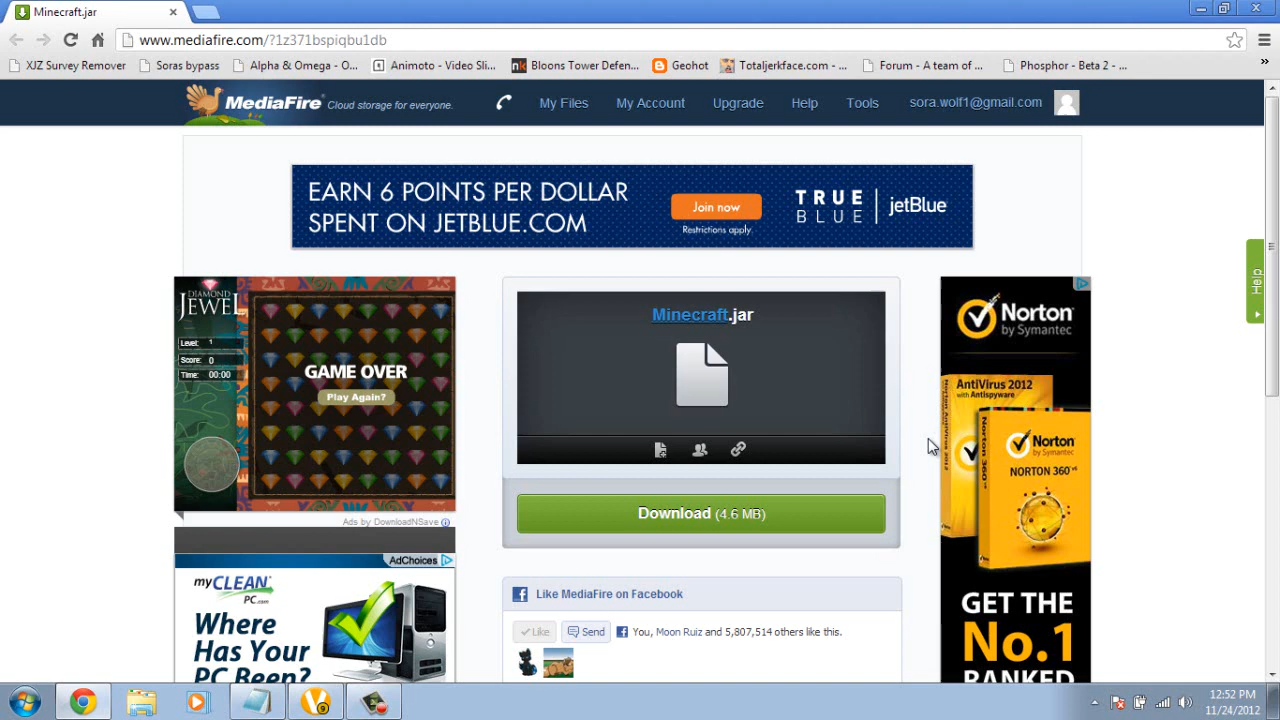 Minecraft.jar
www.mediafire.com/?1z371bspiqbu1db
XJZ Survey Remover
Soras bypass
Alpha & Omega - O...
Animoto - Video Sli...
Bloons Tower Defen...
Geohot
Totaljerkface.com - ...
Forum - A team of ...
Phosphor - Beta 2 - ...
»
MediaFire
Cloud storage for everyone.
My Files
My Account
Upgrade
Help
Tools
sora.wolf1@gmail.com
EARN 6 POINTS PER DOLLAR
SPENT ON JETBLUE.COM
Join now
Restrictions apply.
TRUE
BLUE
jetBlue
Help
DIAMOND
JEWEL
Level: 1
Score: 0
Time: 00:00
GAME OVER
Play Again?
Ads by DownloadNSave
Minecraft.jar
Download (4.6 MB)
Norton
by Symantec
AntiVirus 2012
with Antispyware
Norton
by Symantec
NORTON 360
GET THE
No.1
RANKED
AdChoices
myCLEAN
PC.com
Where
Has Your
PC Been?
Like MediaFire on Facebook
Like
Send
You, Moon Ruiz and 5,807,514 others like this.
12:52 PM
11/24/2012